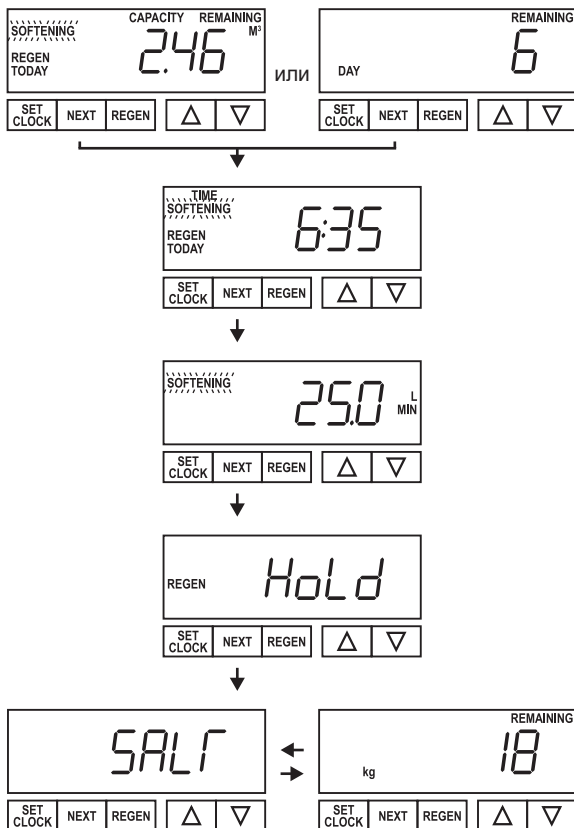 CAPACITY REMAINING
SOFTENING
2.46 M³
REGEN
TODAY
SET
CLOCK
NEXT
REGEN
△
▽
или
REMAINING
DAY
6
SET
CLOCK
NEXT
REGEN
△
▽
TIME
SOFTENING
REGEN
TODAY
6:35
SET
CLOCK
NEXT
REGEN
△
▽
SOFTENING
25.0
L
MIN
SET
CLOCK
NEXT
REGEN
△
▽
REGEN
HoLd
SET
CLOCK
NEXT
REGEN
△
▽
SALT
SET
CLOCK
NEXT
REGEN
△
▽
REMAINING
kg
18
SET
CLOCK
NEXT
REGEN
△
▽